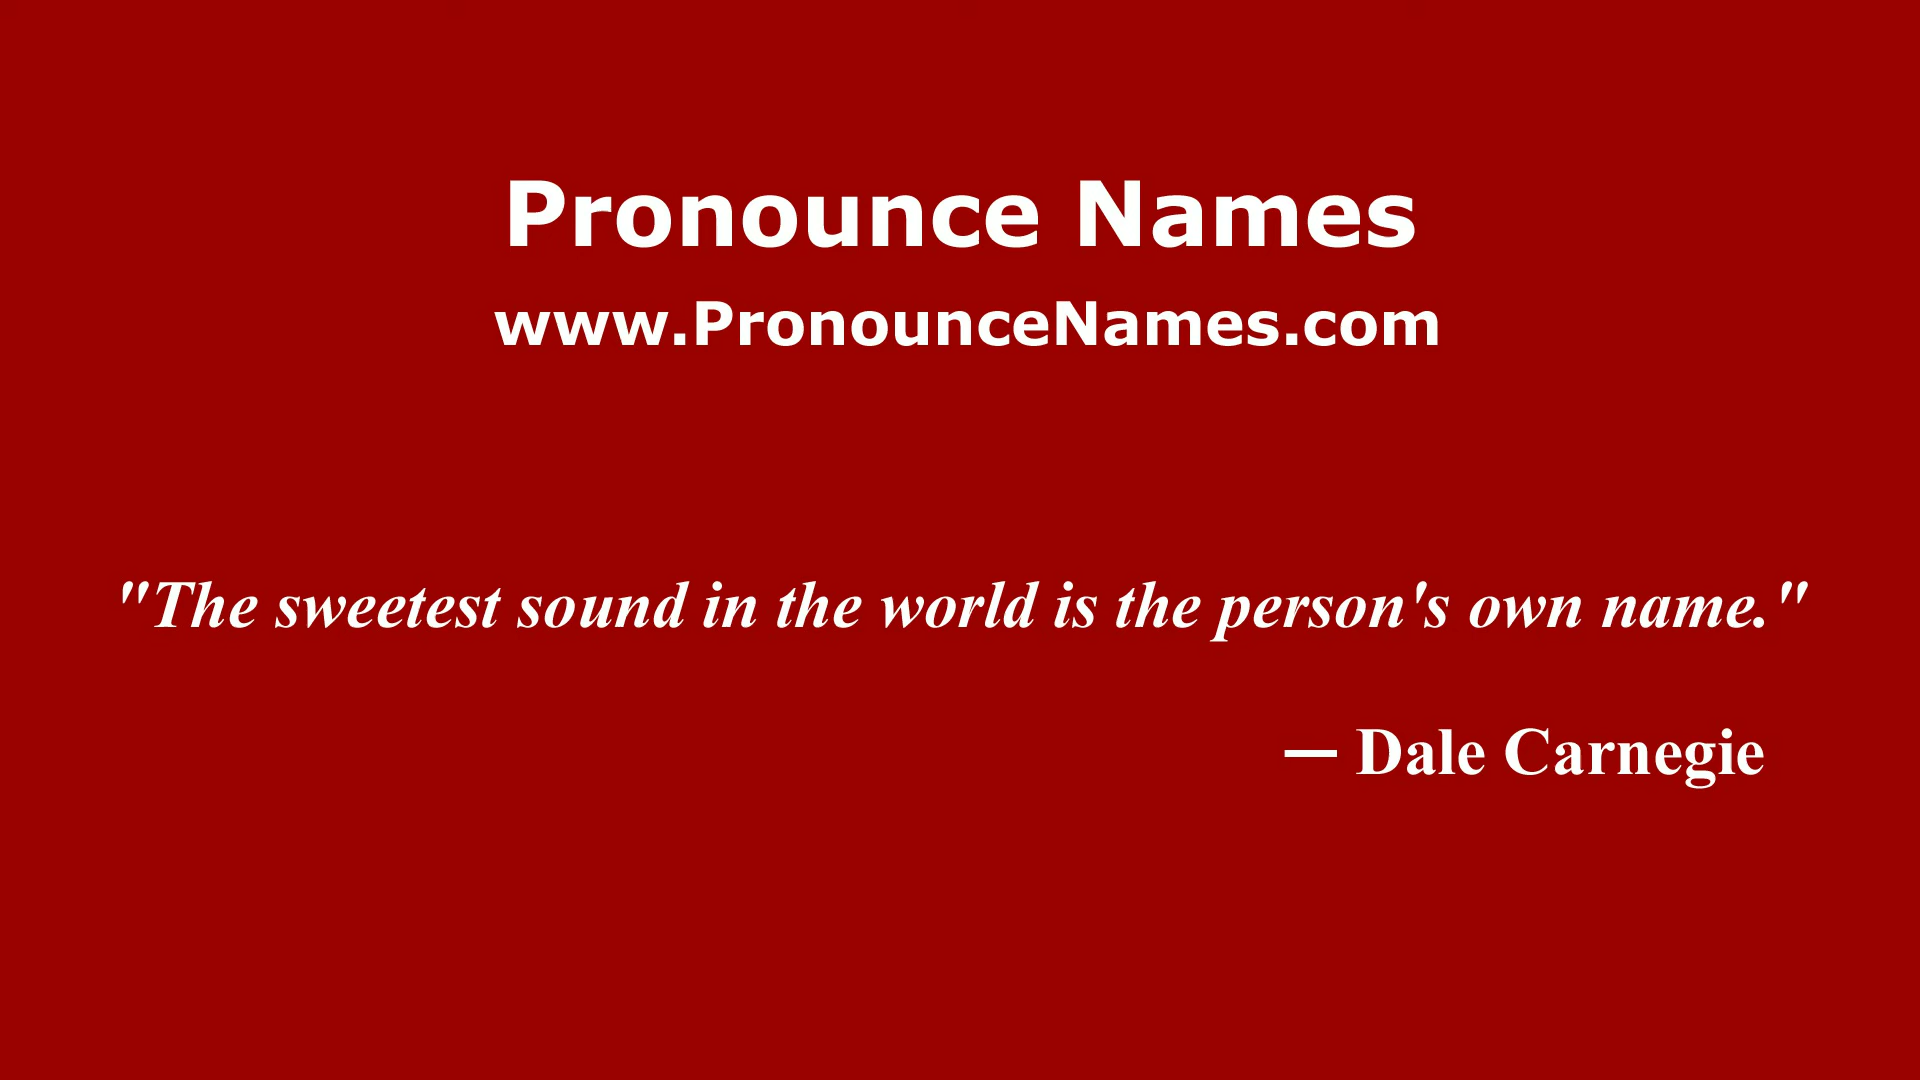 Pronounce Names
www.PronounceNames.com
"The sweetest sound in the world is the person's own name."
— Dale Carnegie